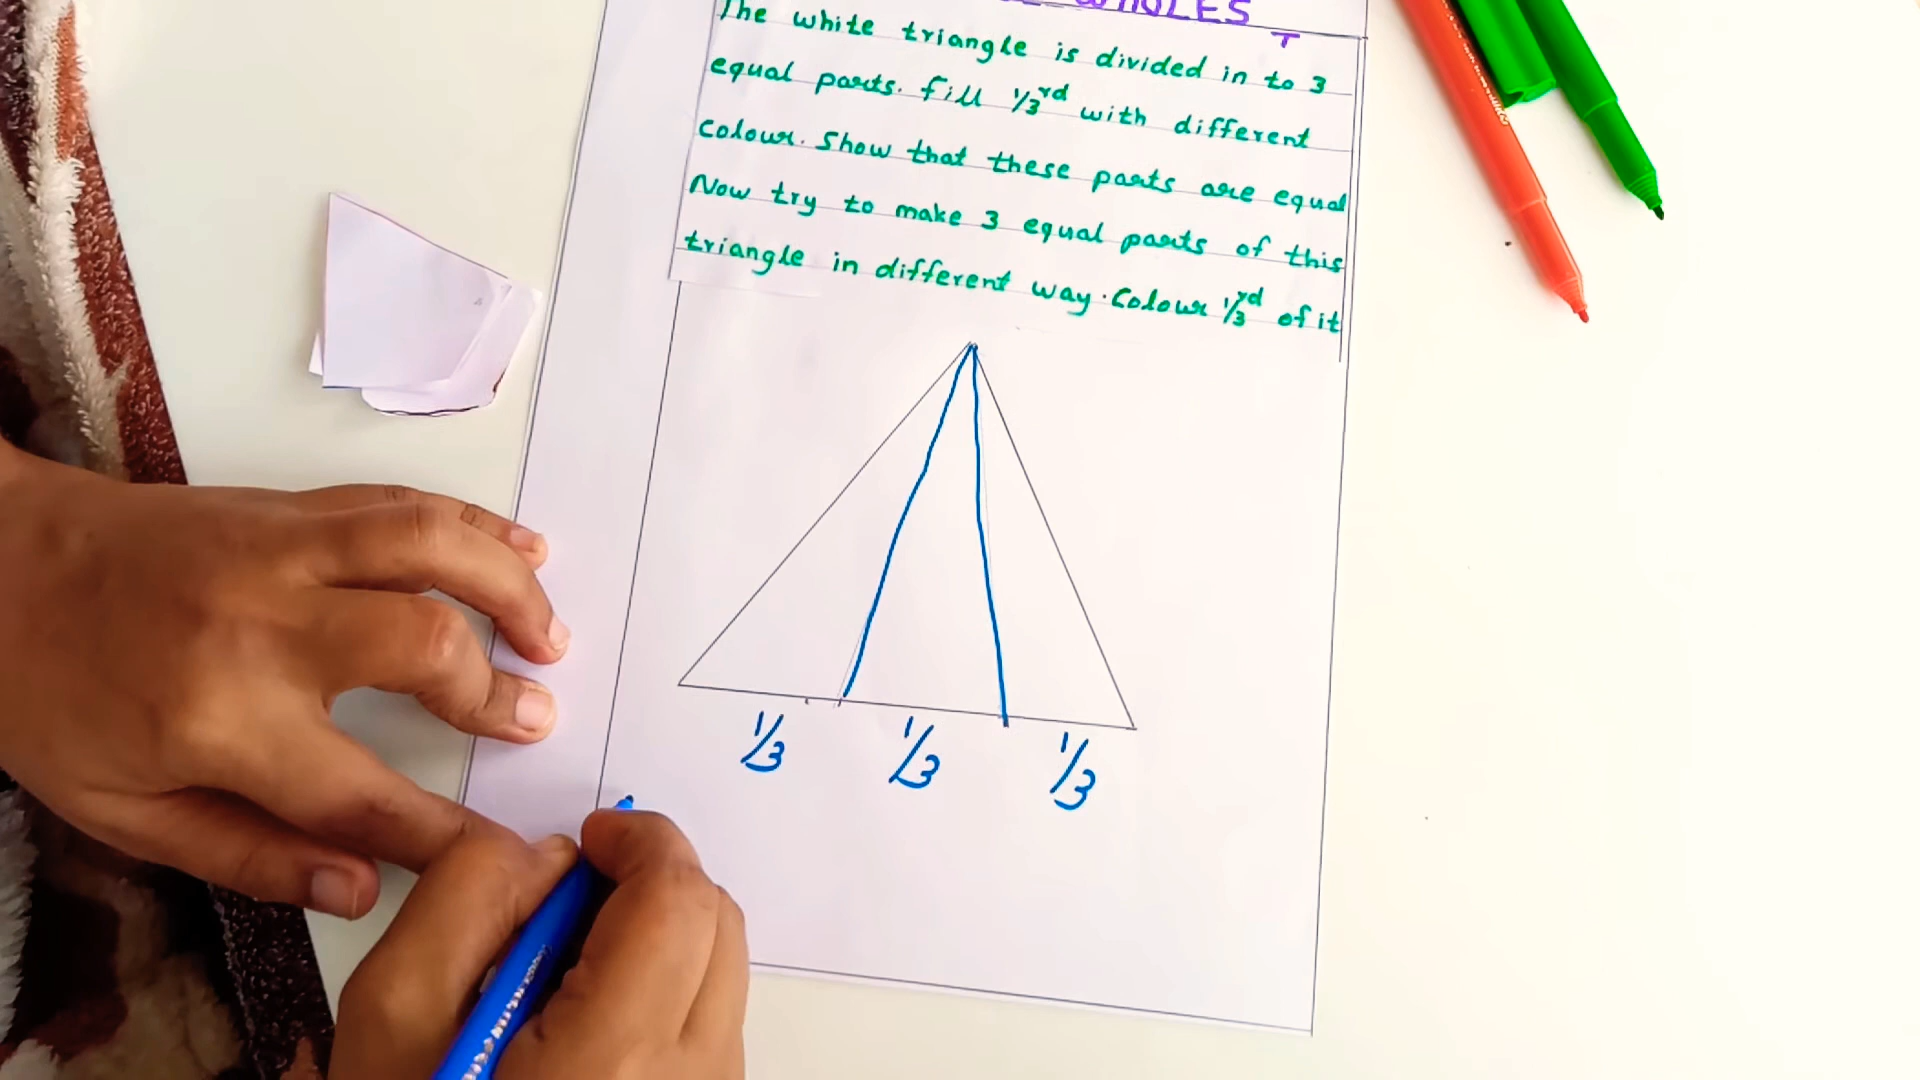 WHOLES
The white triangle is divided in to 3
equal parts. fill 1/3rd with different
Colour. Show that these parts are equal
Now try to make 3 equal parts of this
triangle in different way. Colour 1/3rd of it
1/3 1/3 1/3